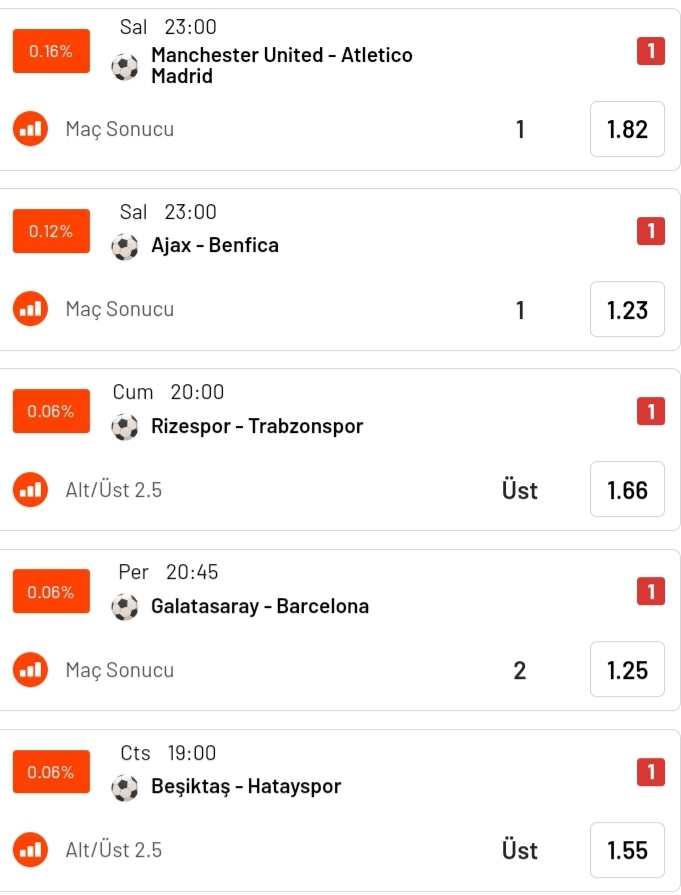 Sal 23:00
0.16%
Manchester United - Atletico
Madrid
1
Maç Sonucu 1 1.82
Sal 23:00
0.12%
Ajax - Benfica
1
Maç Sonucu 1 1.23
Cum 20:00
0.06%
Rizespor - Trabzonspor
1
Alt/Üst 2.5 Üst 1.66
Per 20:45
0.06%
Galatasaray - Barcelona
1
Maç Sonucu 2 1.25
Cts 19:00
0.06%
Beşiktaş - Hatayspor
1
Alt/Üst 2.5 Üst 1.55